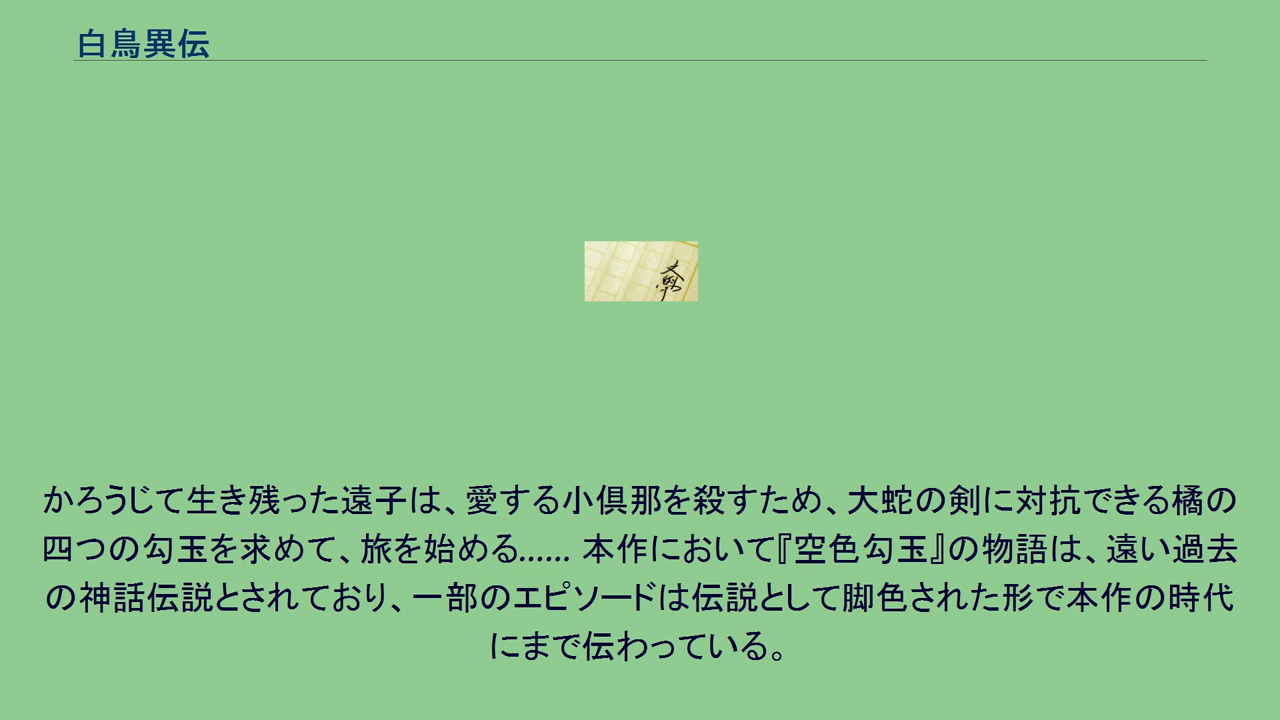 白鳥異伝
かろうじて生き残った遠子は、愛する小倶那を殺すため、大蛇の剣に対抗できる橘の
四つの勾玉を求めて、旅を始める…… 本作において『空色勾玉』の物語は、遠い過去
の神話伝説とされており、一部のエピソードは伝説として脚色された形で本作の時代
にまで伝わっている。